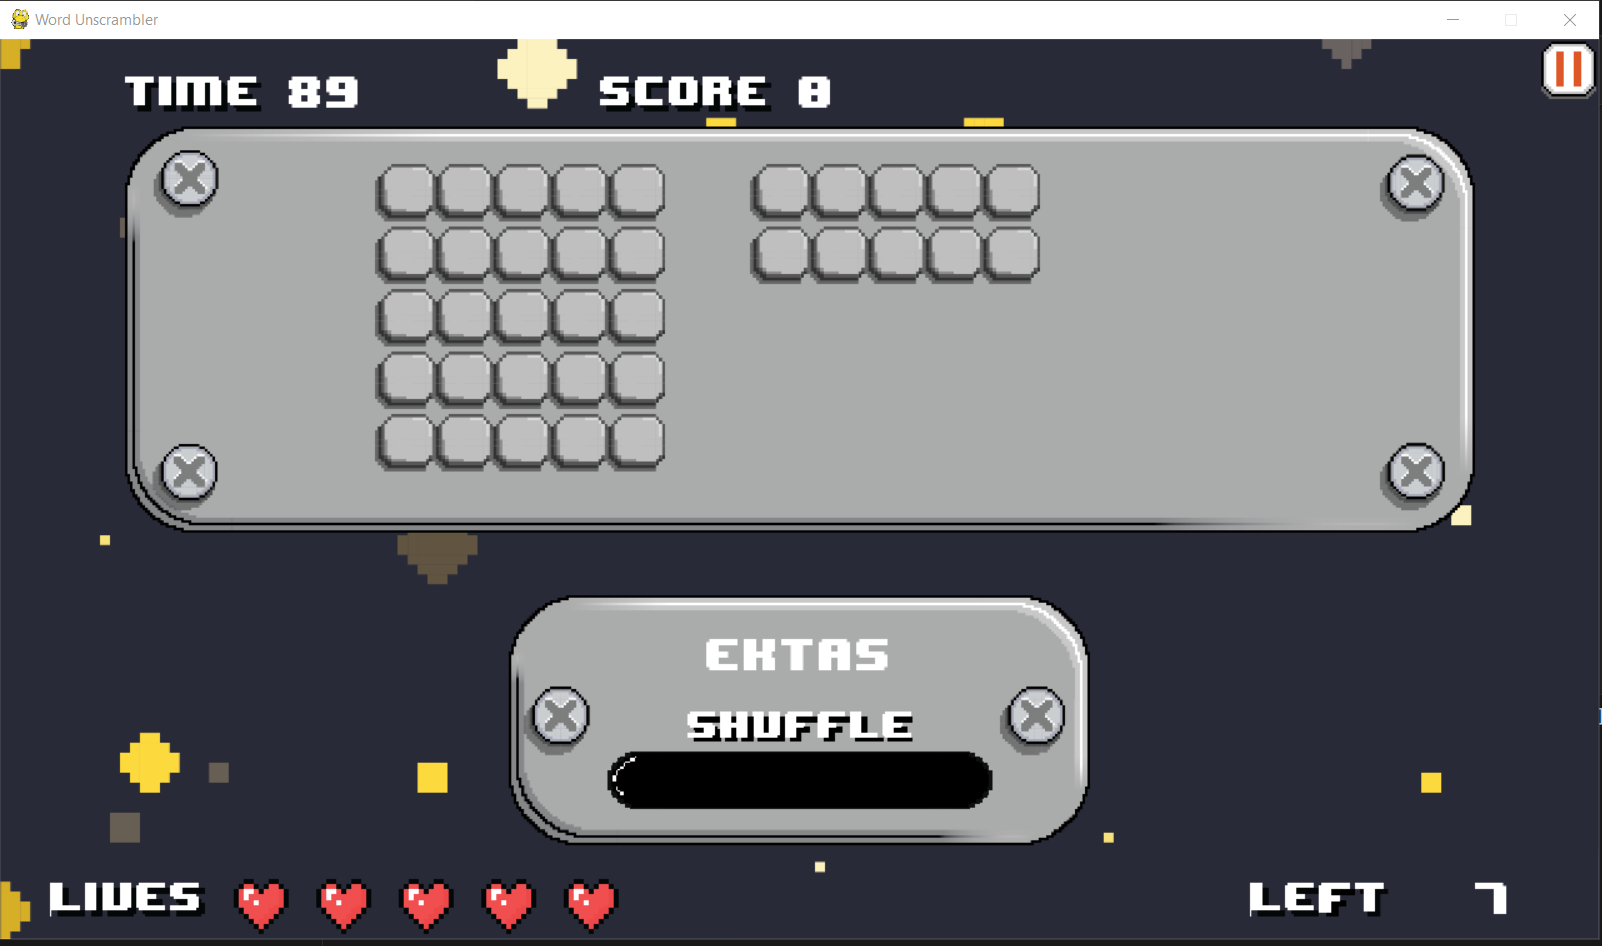 Word Unscrambler
TIME 89 SCORE 8
EKTAS
SHUFFLE
LIVES LEFT 7